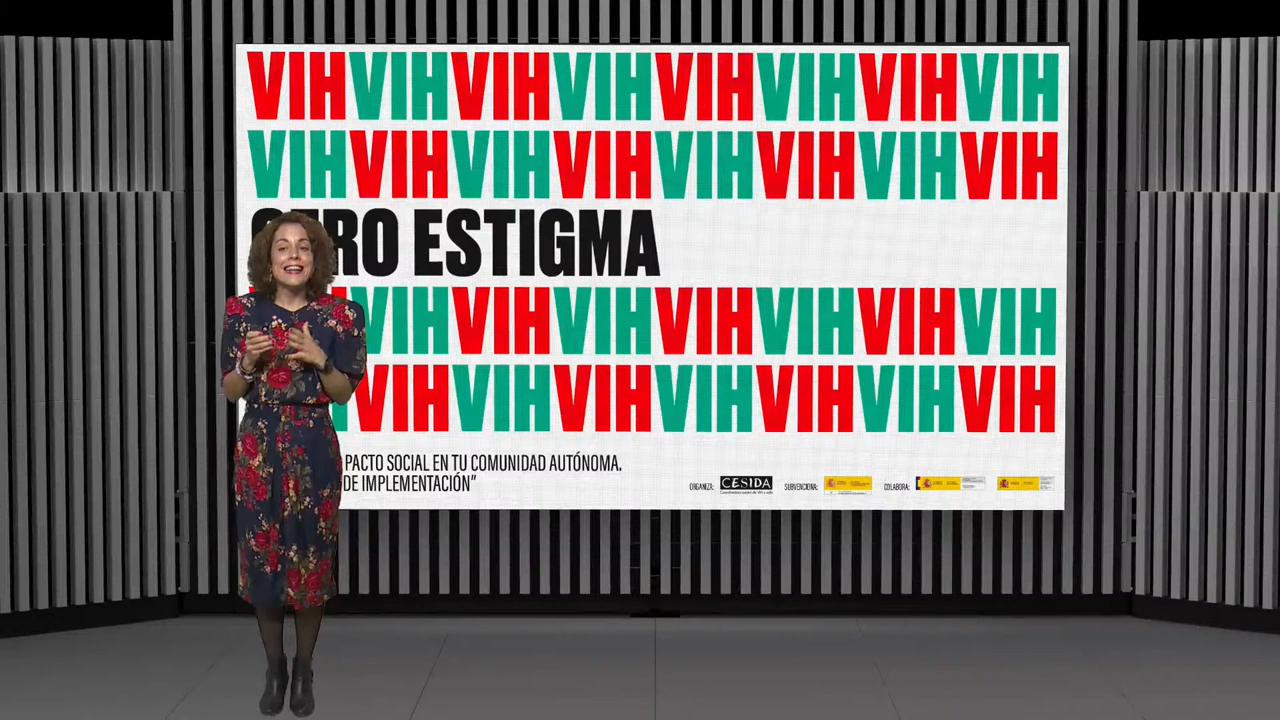 VIHVIHVIHVIHVIHVIHVIHVIH
VIHVIHVIHVIHVIHVIHVIHVIH
RO ESTIGMA
VIHVIHVIHVIHVIHVIHVIH
VIHVIHVIHVIHVIHVIHVIH
PACTO SOCIAL EN TU COMUNIDAD AUTÓNOMA.
DE IMPLEMENTACIÓN"
ORGANIZA: CESIDA SUBVENCIONA: COLABORA: